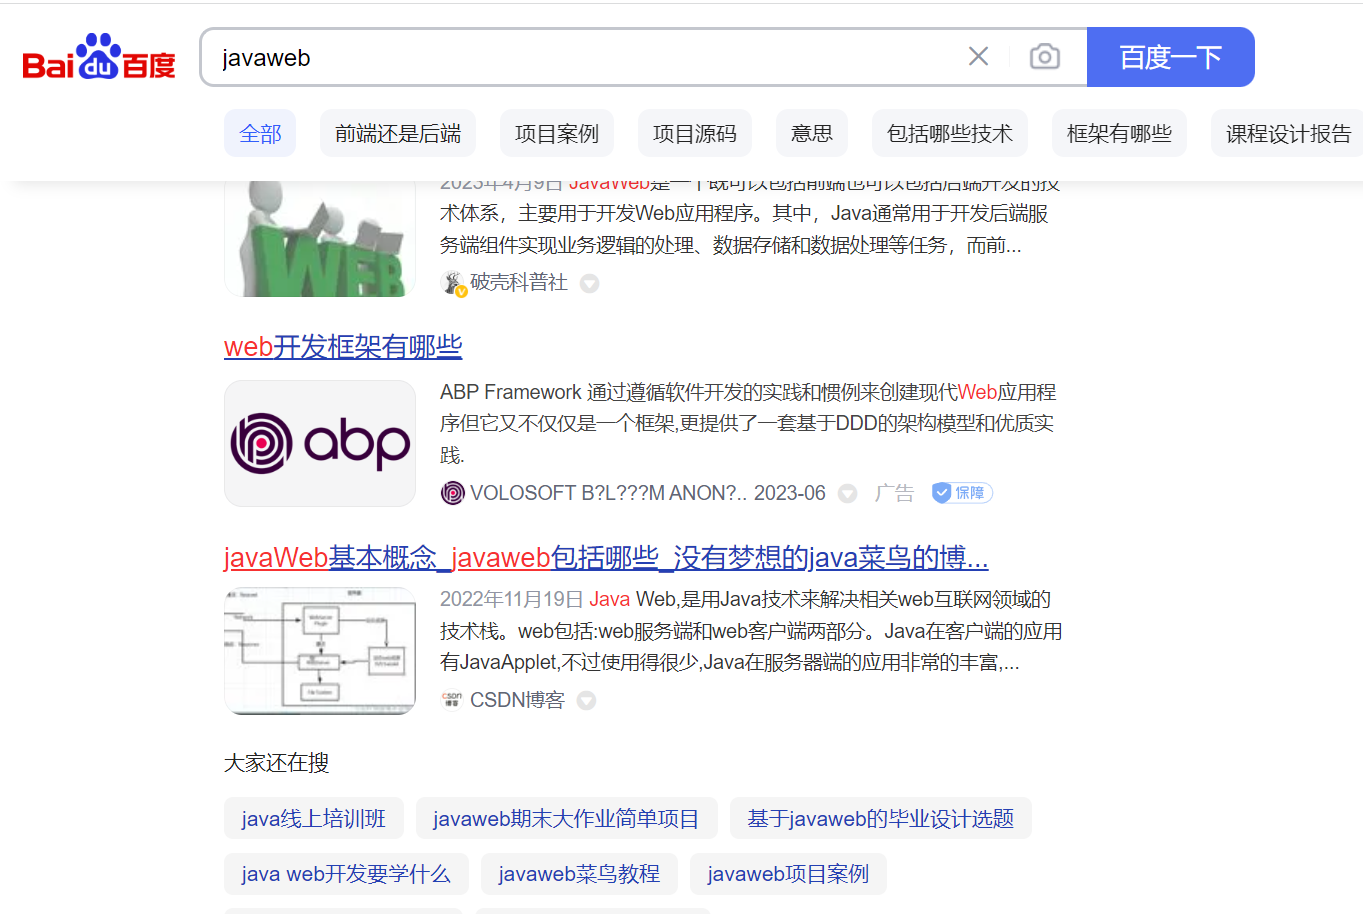 Bai du 百度
javaweb
百度一下
全部 前端还是后端 项目案例 项目源码 意思 包括哪些技术 框架有哪些 课程设计报告
2023年4月9日 JavaWeb是一个既可以包括前端也可以包括后端开发的技
术体系，主要用于开发Web应用程序。其中，Java通常用于开发后端服
务端组件实现业务逻辑的处理、数据存储和数据处理等任务，而前...
WEB
破壳科普社
web开发框架有哪些
abp
ABP Framework 通过遵循软件开发的实践和惯例来创建现代Web应用程
序但它又不仅仅是一个框架,更提供了一套基于DDD的架构模型和优质实
践.
VOLOSOFT B?L???M ANON?.. 2023-06 广告 保障
javaWeb基本概念_javaweb包括哪些_没有梦想的java菜鸟的博...
2022年11月19日 Java Web,是用Java技术来解决相关web互联网领域的
技术栈。web包括:web服务端和web客户端两部分。Java在客户端的应用
有JavaApplet,不过使用得很少,Java在服务器端的应用非常的丰富,...
CSDN博客
大家还在搜
java线上培训班 javaweb期末大作业简单项目 基于javaweb的毕业设计选题
java web开发要学什么 javaweb菜鸟教程 javaweb项目案例